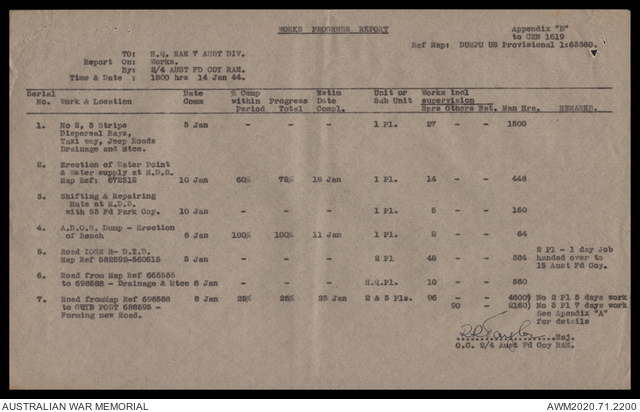 WORKS PROGRESS REPORT
Appendix "B"
to CEN 1619
Ref Map: DUMPU US Provisional 1:63360.
TO: H.Q. RAE 7 AUST DIV.
Report On: Works.
By: 2/4 AUST FD COY RAE.
Time & Date : 1800 hrs 14 Jan 44.
Serial No. Work & Location Date Comm % Comp within Period Progress Total Estim Date Compl. Unit or Sub Unit Works incl supervision Sprs Others Nat. Man Hrs. REMARKS.
1. No 2, 3 Strips 5 Jan - - - 1 Pl. 27 - - 1500
Dispersal Bays,
Taxi way, Jeep Roads
Drainage and Mtce.
2. Erection of Water Point
& Water supply at M.D.S.
Map Ref: 672512 10 Jan 60% 75% 18 Jan 1 Pl. 14 - - 448
3. Shifting & Repairing
Huts at M.D.S.
with 53 Fd Park Coy. 10 Jan - - - 1 Pl. 5 - - 160
4. A.D.O.S. Dump - Erection
of Bench 8 Jan 100% 100% 11 Jan 1 Pl. 2 - - 64
5. Road
Map Ref 582592-560615 5 Jan - - - 2 Pl 48 - - 384 2 Pl - 1 day Job
handed over to
15 Aust Fd Coy.
6. Road from Map Ref 665565
to 698588 - Drainage & Mtce 8 Jan - - - H.Q.Pl. 10 - - 560
7. Road from Map Ref 698588 8 Jan 25% 25% 23 Jan 2 & 3 Pls. 96 - - 4600) No 2 Pl 5 days work
to GUYS POST 688595 - 90 - 2160) No 3 Pl 7 days work
Forming new Road. See Apendix "A"
for details
Maj.
O.C. 2/4 Aust Fd Coy RAE.
AUSTRALIAN WAR MEMORIAL
AWM2020.71.2200